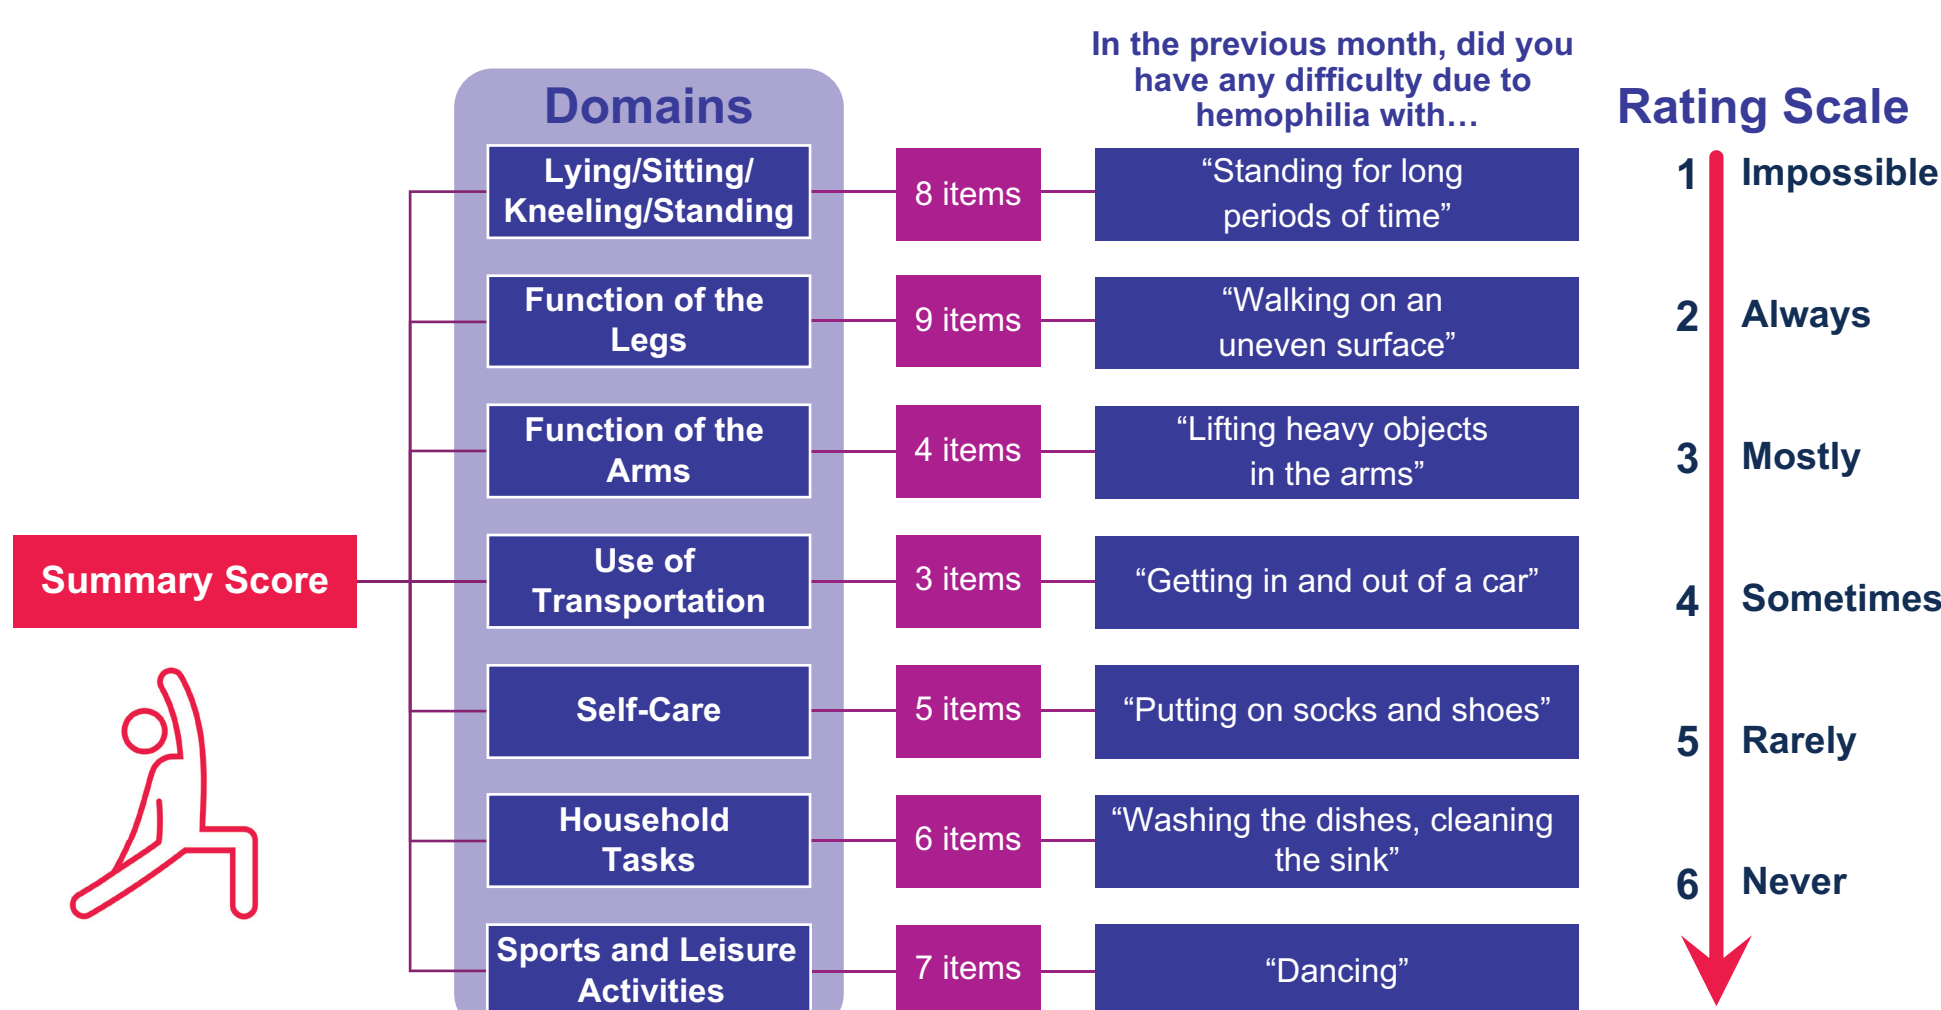 In the previous month, did you
have any difficulty due to
hemophilia with…
Domains
Rating Scale
Lying/Sitting/
Kneeling/Standing
8 items
“Standing for long
periods of time”
Function of the
Legs
9 items
“Walking on an
uneven surface”
Function of the
Arms
4 items
“Lifting heavy objects
in the arms”
Summary Score
Use of
Transportation
3 items
“Getting in and out of a car”
Self-Care
5 items
“Putting on socks and shoes”
Household
Tasks
6 items
“Washing the dishes, cleaning
the sink”
Sports and Leisure
Activities
7 items
“Dancing”
1 Impossible
2 Always
3 Mostly
4 Sometimes
5 Rarely
6 Never